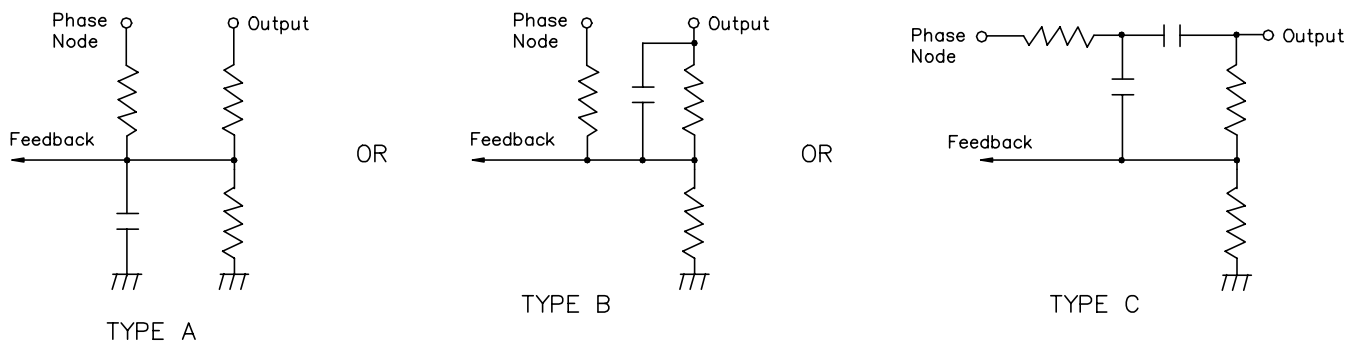 Phase
Node
Output
Feedback
TYPE A
OR
Phase
Node
Output
Feedback
TYPE B
OR
Phase
Node
Output
Feedback
TYPE C